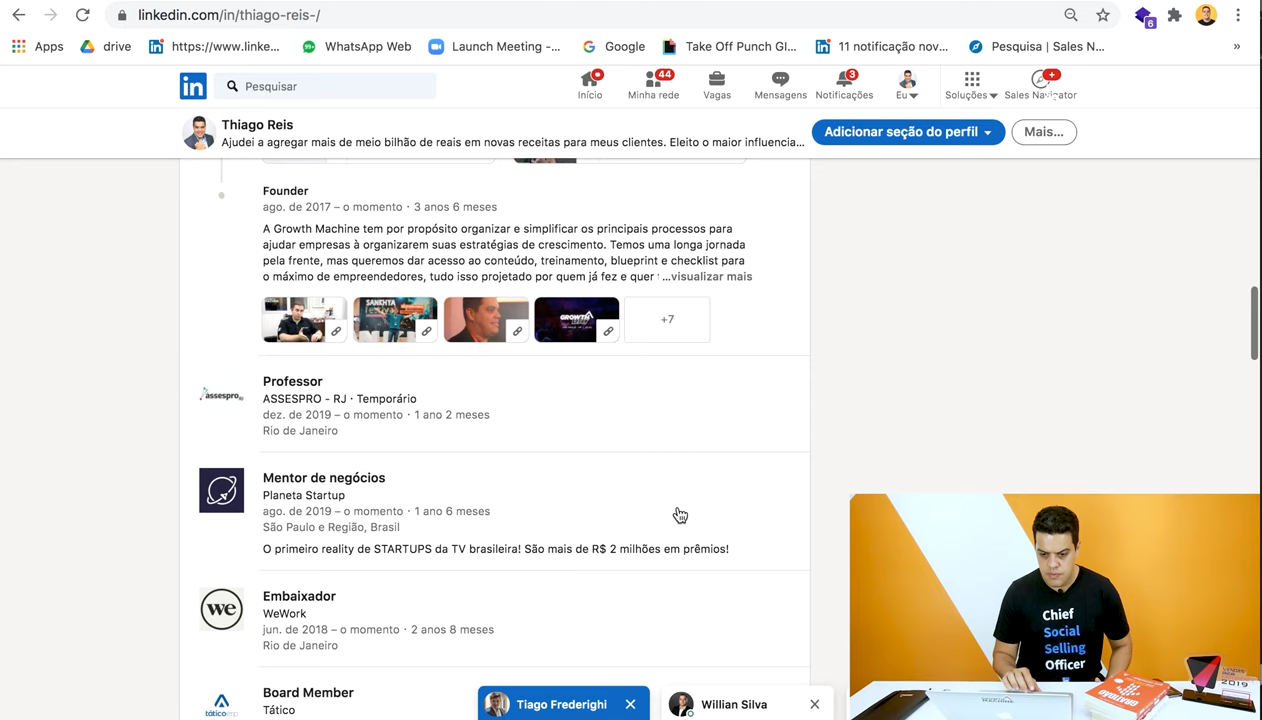 linkedin.com/in/thiago-reis-/
6
Apps
drive
https://www.linke...
WhatsApp Web
Launch Meeting -...
Google
Take Off Punch Gl...
11 notificação nov...
Pesquisa | Sales N...
»
in
Pesquisar
Início
44
Minha rede
Vagas
Mensagens
3
Notificações
Eu
Soluções
Sales Navigator
Thiago Reis
Ajudei a agregar mais de meio bilhão de reais em novas receitas para meus clientes. Eleito o maior influencia...
Adicionar seção do perfil
Mais...
Founder
ago. de 2017 – o momento · 3 anos 6 meses
A Growth Machine tem por propósito organizar e simplificar os principais processos para
ajudar empresas à organizarem suas estratégias de crescimento. Temos uma longa jornada
pela frente, mas queremos dar acesso ao conteúdo, treinamento, blueprint e checklist para
o máximo de empreendedores, tudo isso projetado por quem já fez e quer ...visualizar mais
SANKHYA
GROWTH
+7
assespro
Professor
ASSESPRO - RJ · Temporário
dez. de 2019 – o momento · 1 ano 2 meses
Rio de Janeiro
Mentor de negócios
Planeta Startup
ago. de 2019 – o momento · 1 ano 6 meses
São Paulo e Região, Brasil
O primeiro reality de STARTUPS da TV brasileira! São mais de R$ 2 milhões em prêmios!
we
Embaixador
WeWork
jun. de 2018 – o momento · 2 anos 8 meses
Rio de Janeiro
Board Member
Tático
tático
Tiago Frederighi
Willian Silva
Chief
Social
Selling
Officer
2019